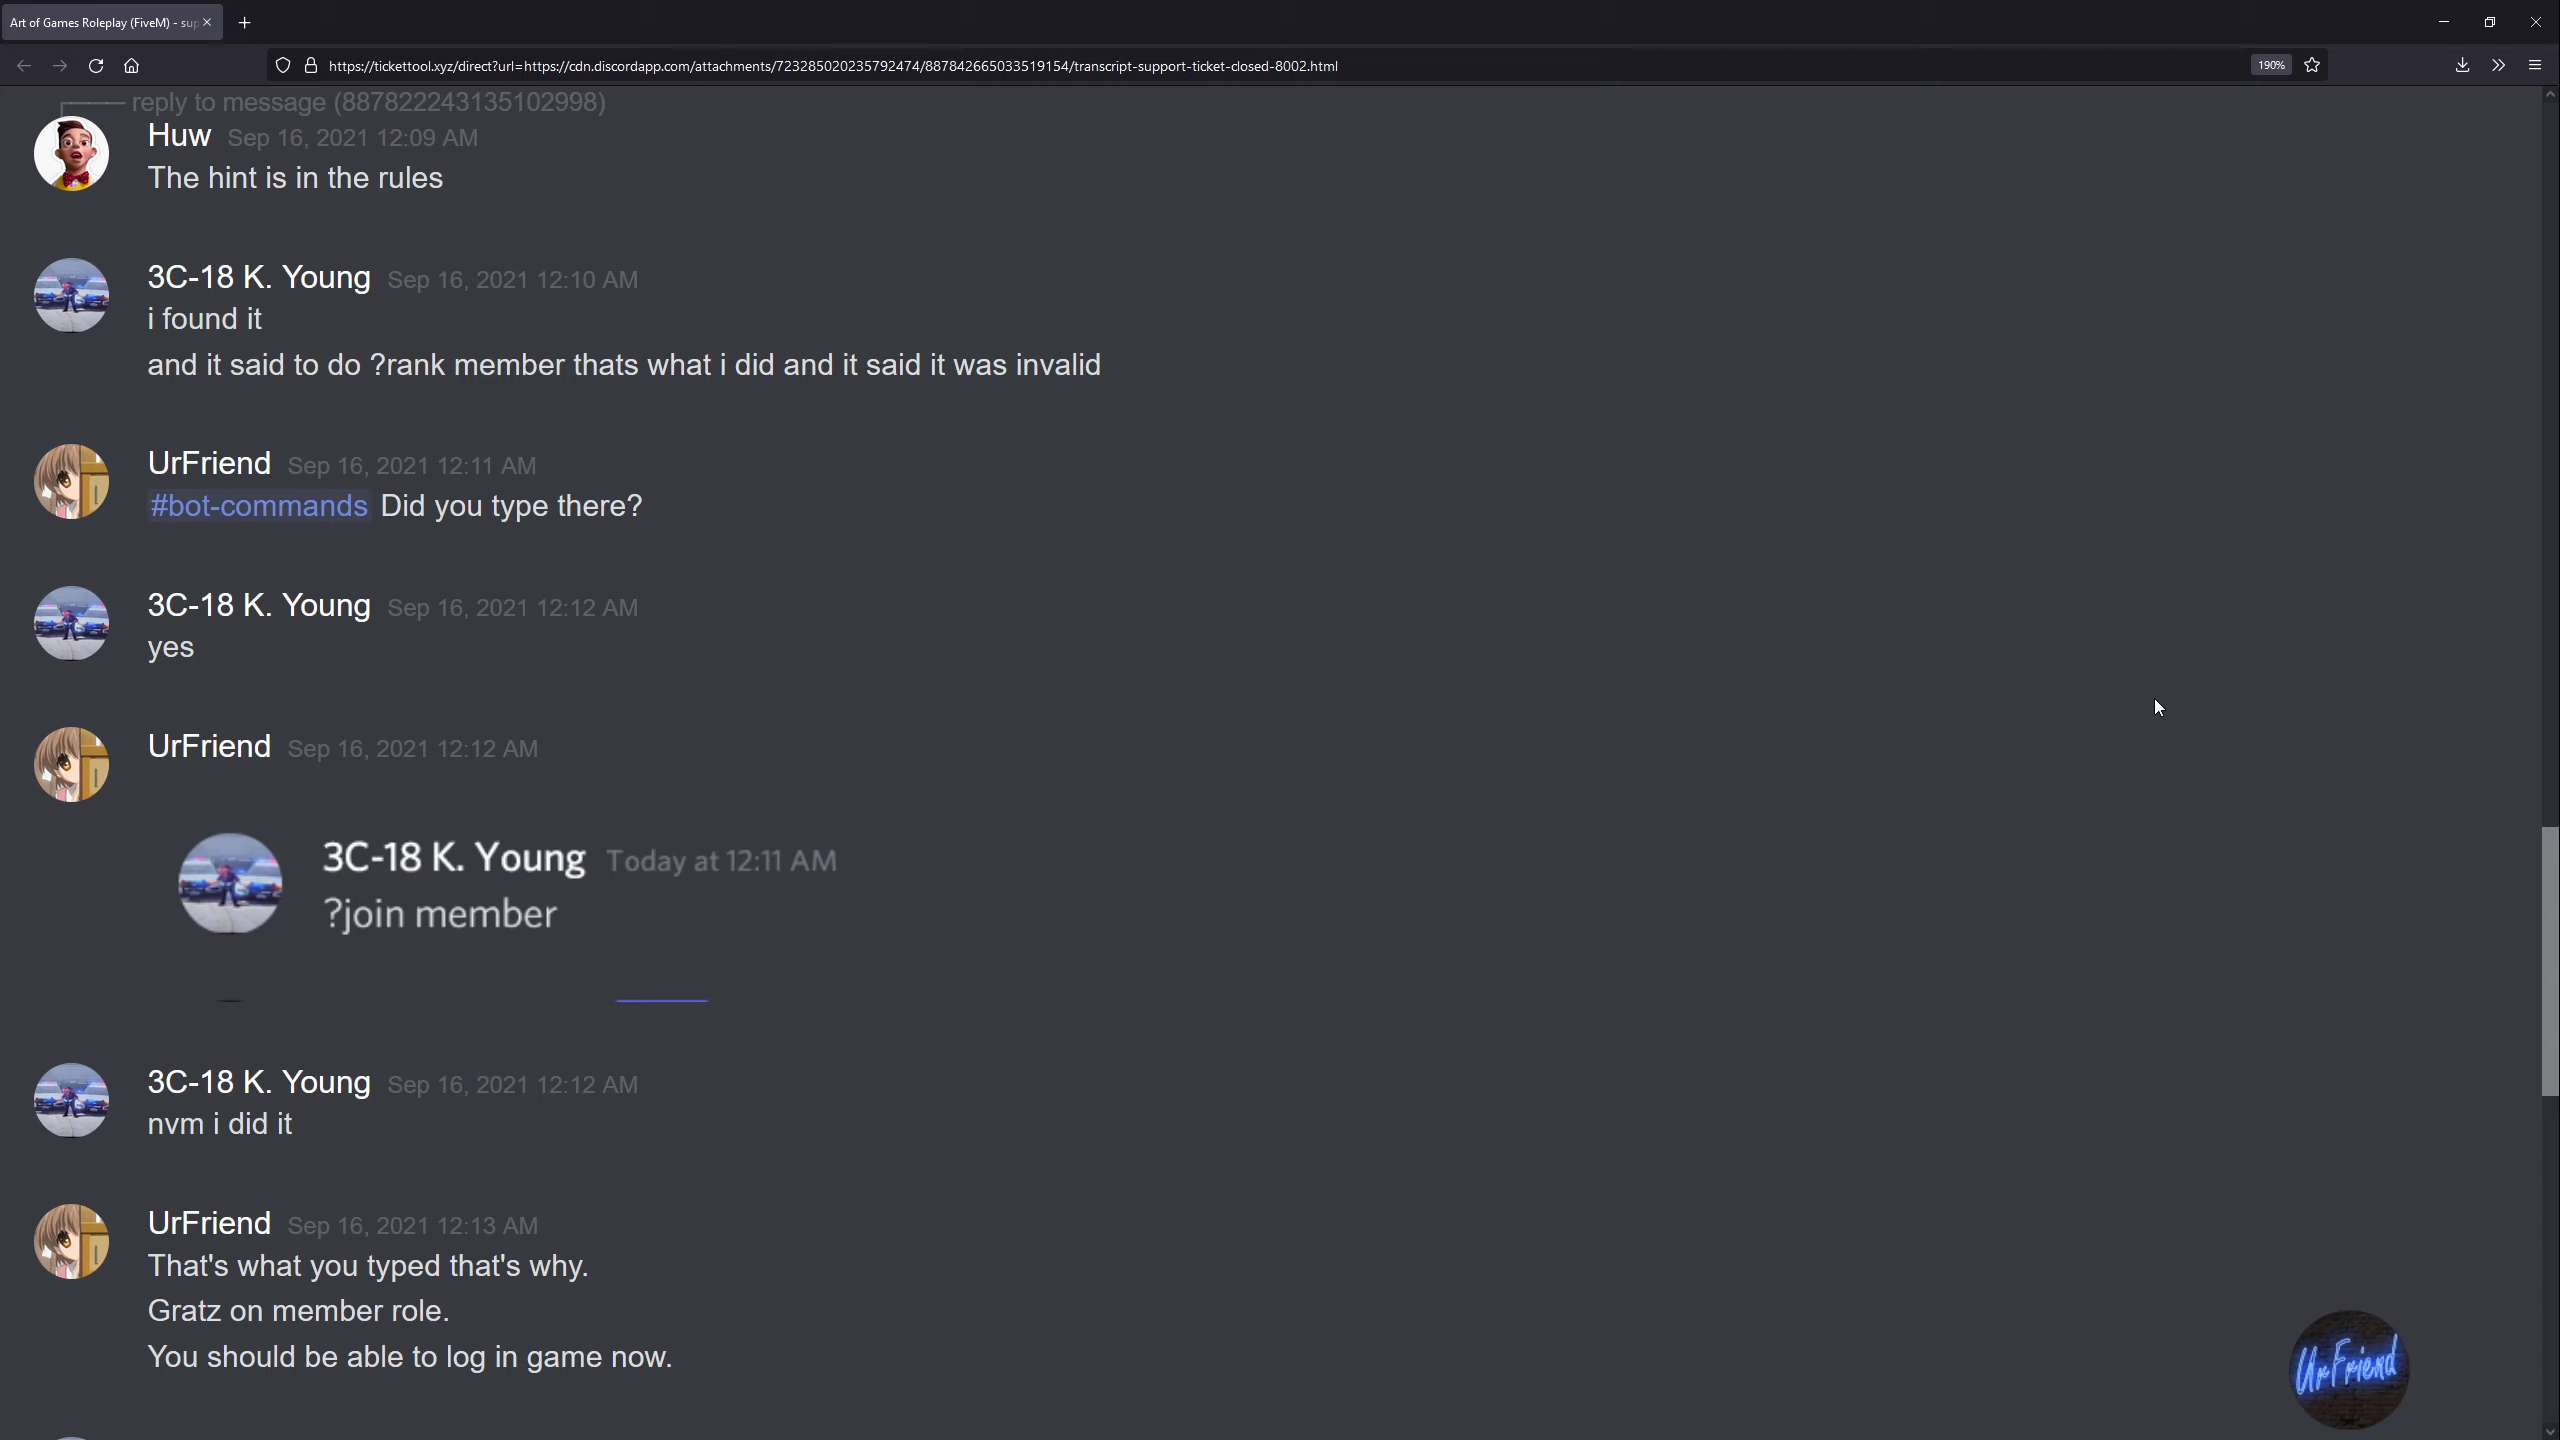 Art of Games Roleplay (FiveM) - sup
https://tickettool.xyz/direct?url=https://cdn.discordapp.com/attachments/723285020235792474/887842665033519154/transcript-support-ticket-closed-8002.html
190%
reply to message (887822243135102998)
Huw Sep 16, 2021 12:09 AM
The hint is in the rules
3C-18 K. Young Sep 16, 2021 12:10 AM
i found it
and it said to do ?rank member thats what i did and it said it was invalid
UrFriend Sep 16, 2021 12:11 AM
#bot-commands Did you type there?
3C-18 K. Young Sep 16, 2021 12:12 AM
yes
UrFriend Sep 16, 2021 12:12 AM
3C-18 K. Young Today at 12:11 AM
?join member
3C-18 K. Young Sep 16, 2021 12:12 AM
nvm i did it
UrFriend Sep 16, 2021 12:13 AM
That's what you typed that's why.
Gratz on member role.
You should be able to log in game now.
UrFriend